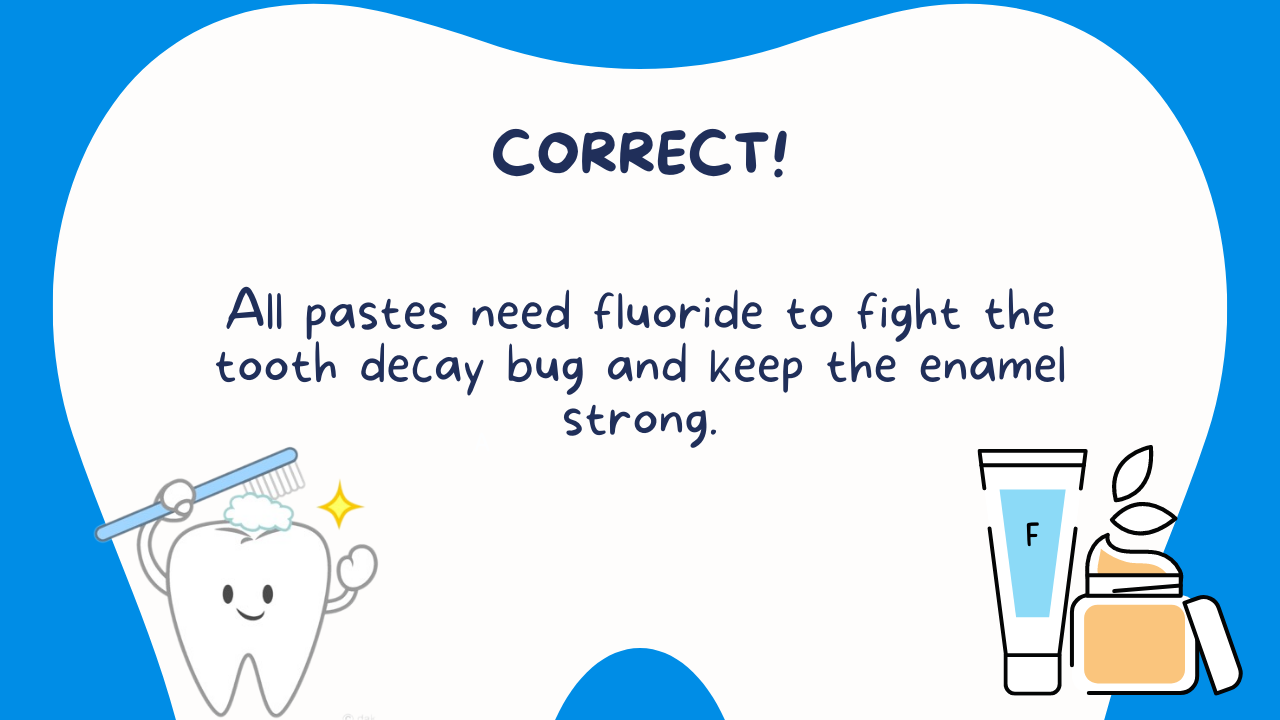 CORRECT!
All pastes need fluoride to fight the
tooth decay bug and keep the enamel
strong.
F